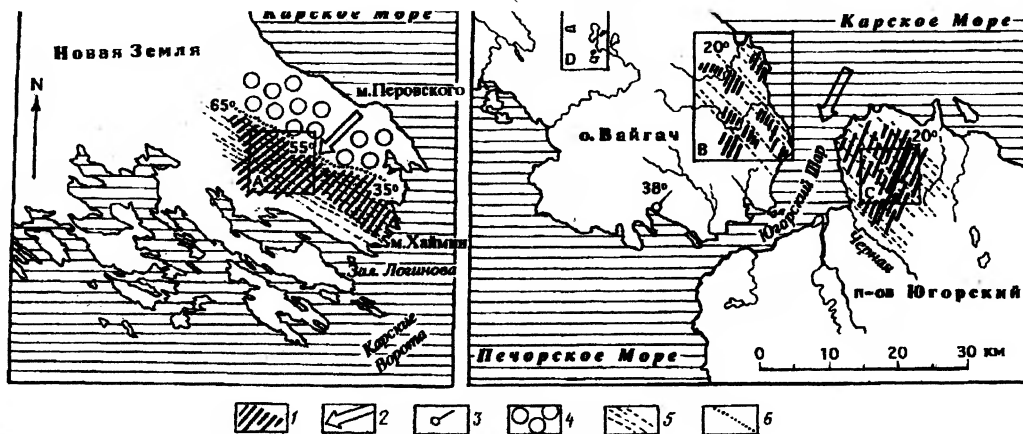 Карское Море
Новая Земля
N
м.Перовского
65°
55°
35°
A
м. Хаймин
Зал. Логинова
Карские
Ворота
Карское Море
D
20°
о. Вайгач
B
20°
C
38°
Югорский Шар
Черная
п-ов Югорский
Печорское Море
0 10 20 30 км
1 2 3 4 5 6